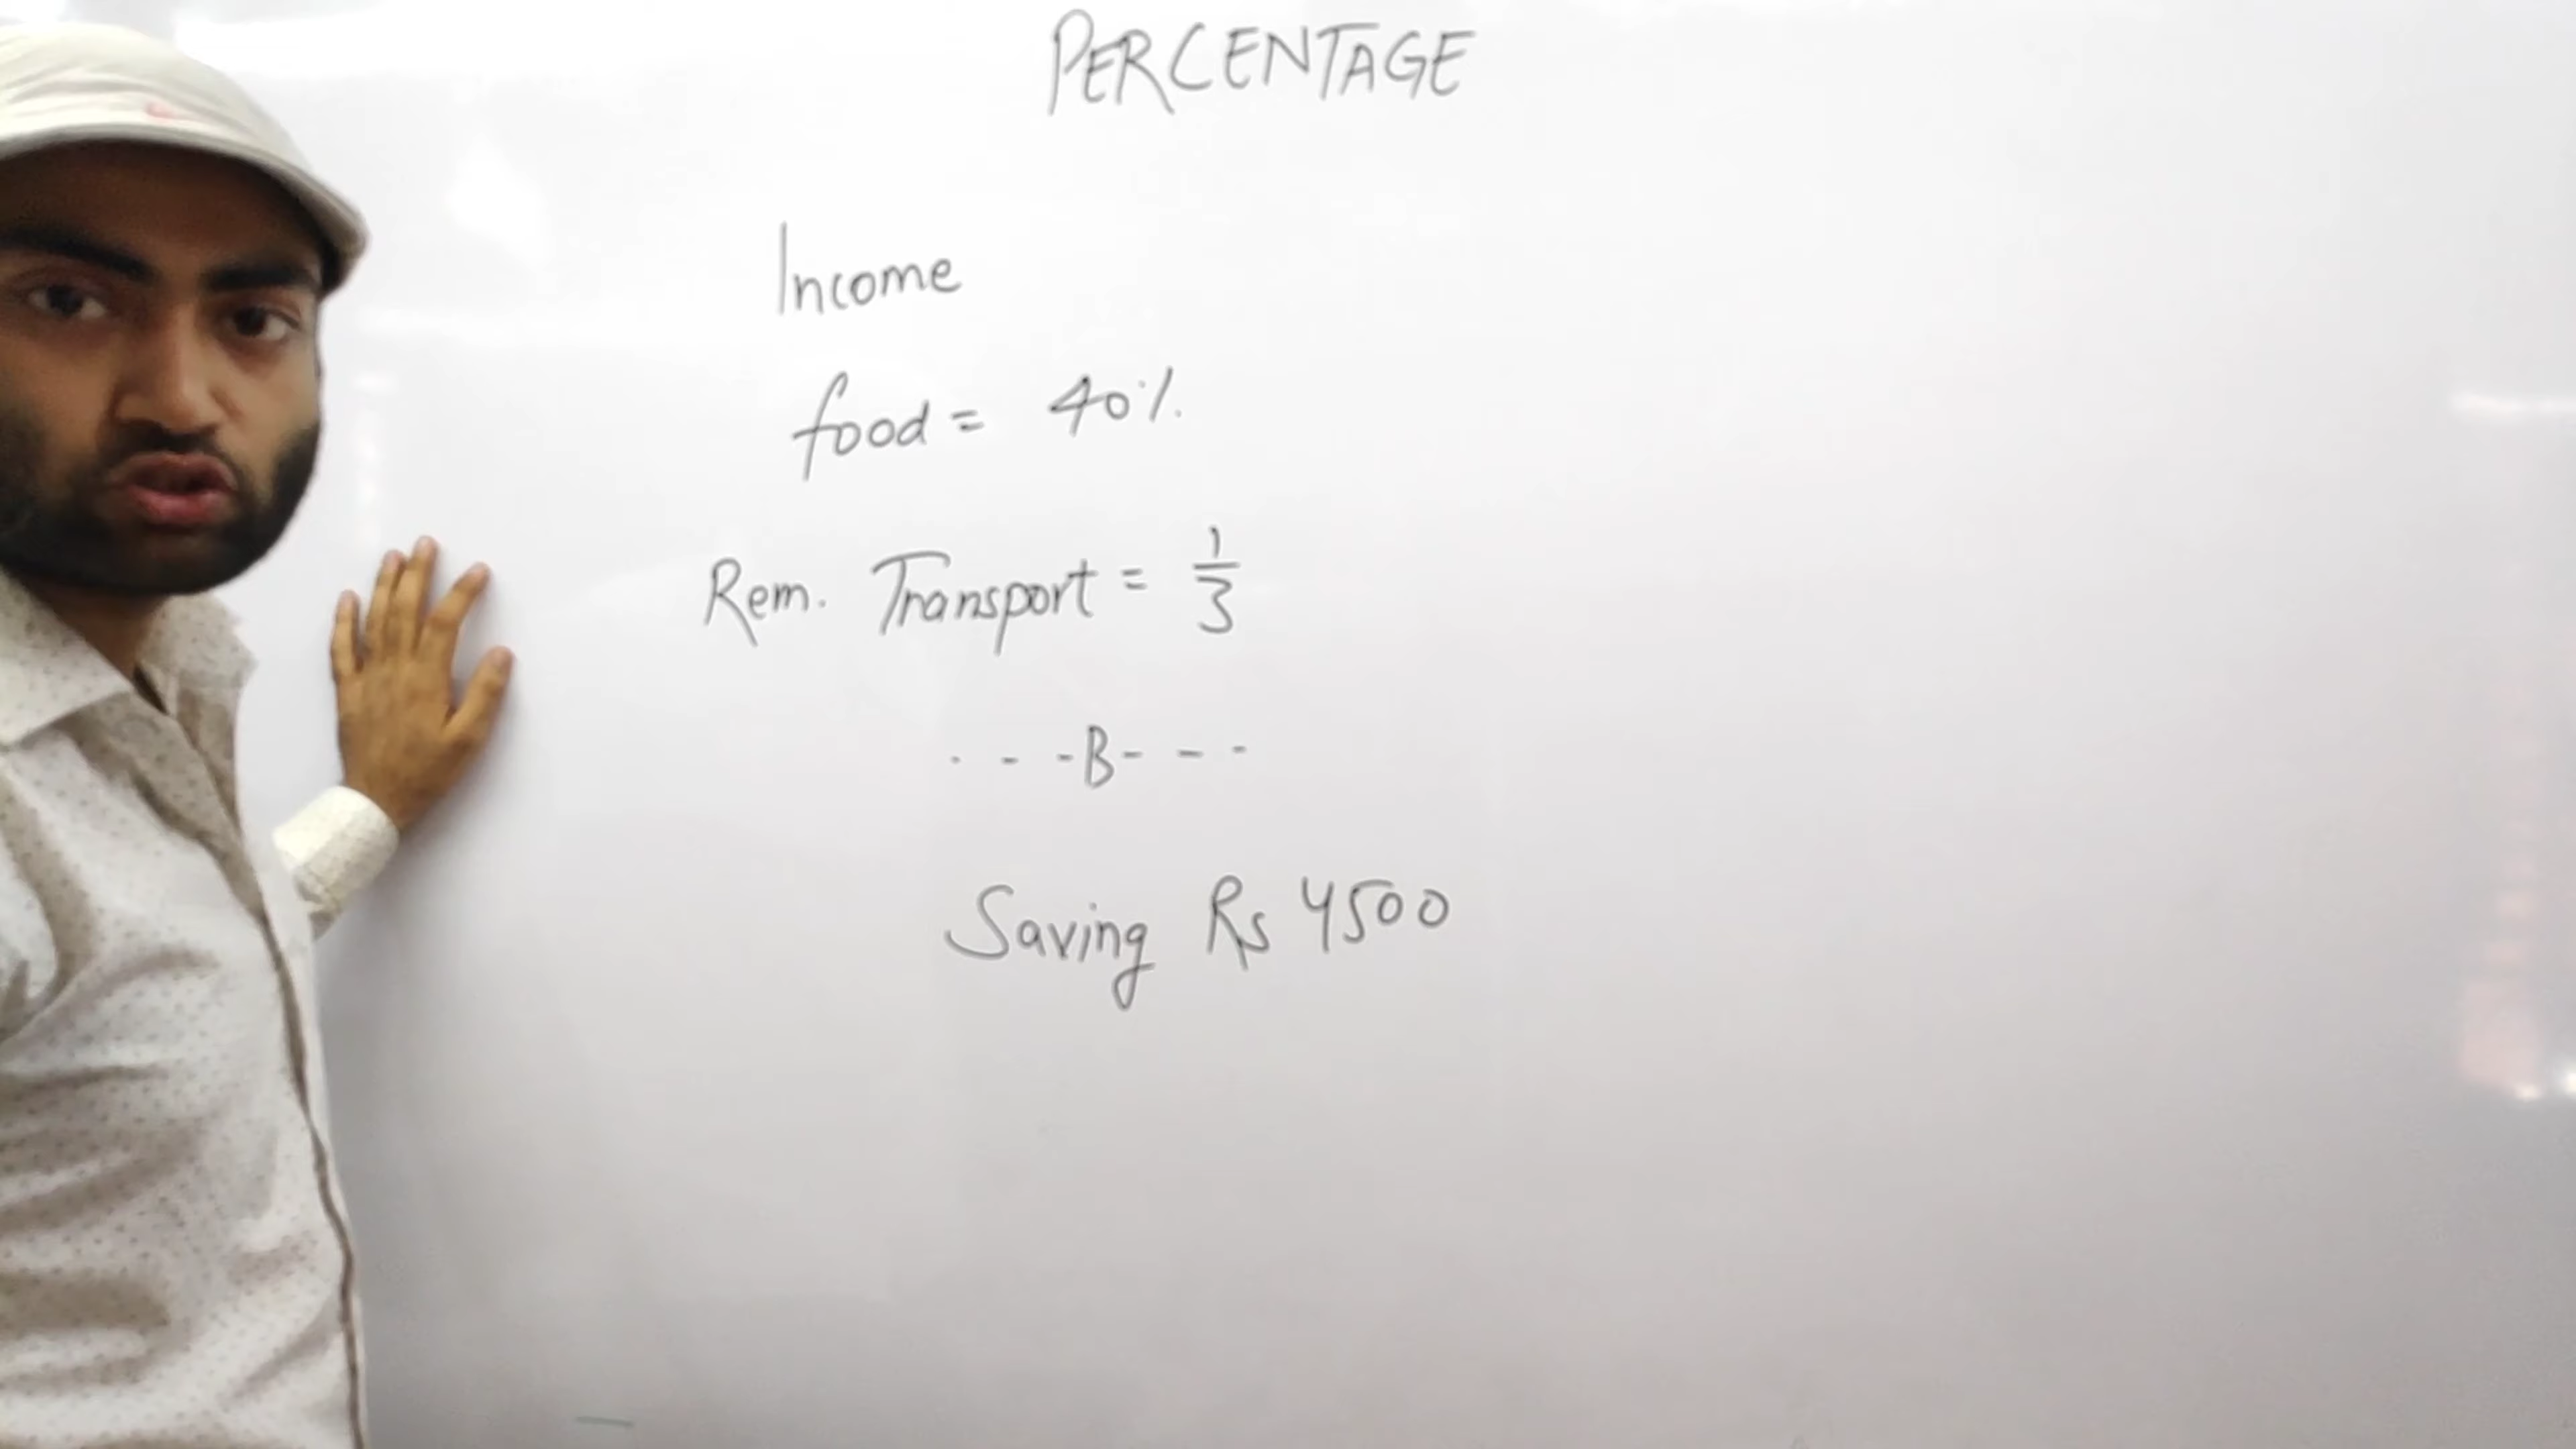 PERCENTAGE
Income
food = 40%
Rem. Transport = 1/3
. - - B - - -
Saving Rs 4500